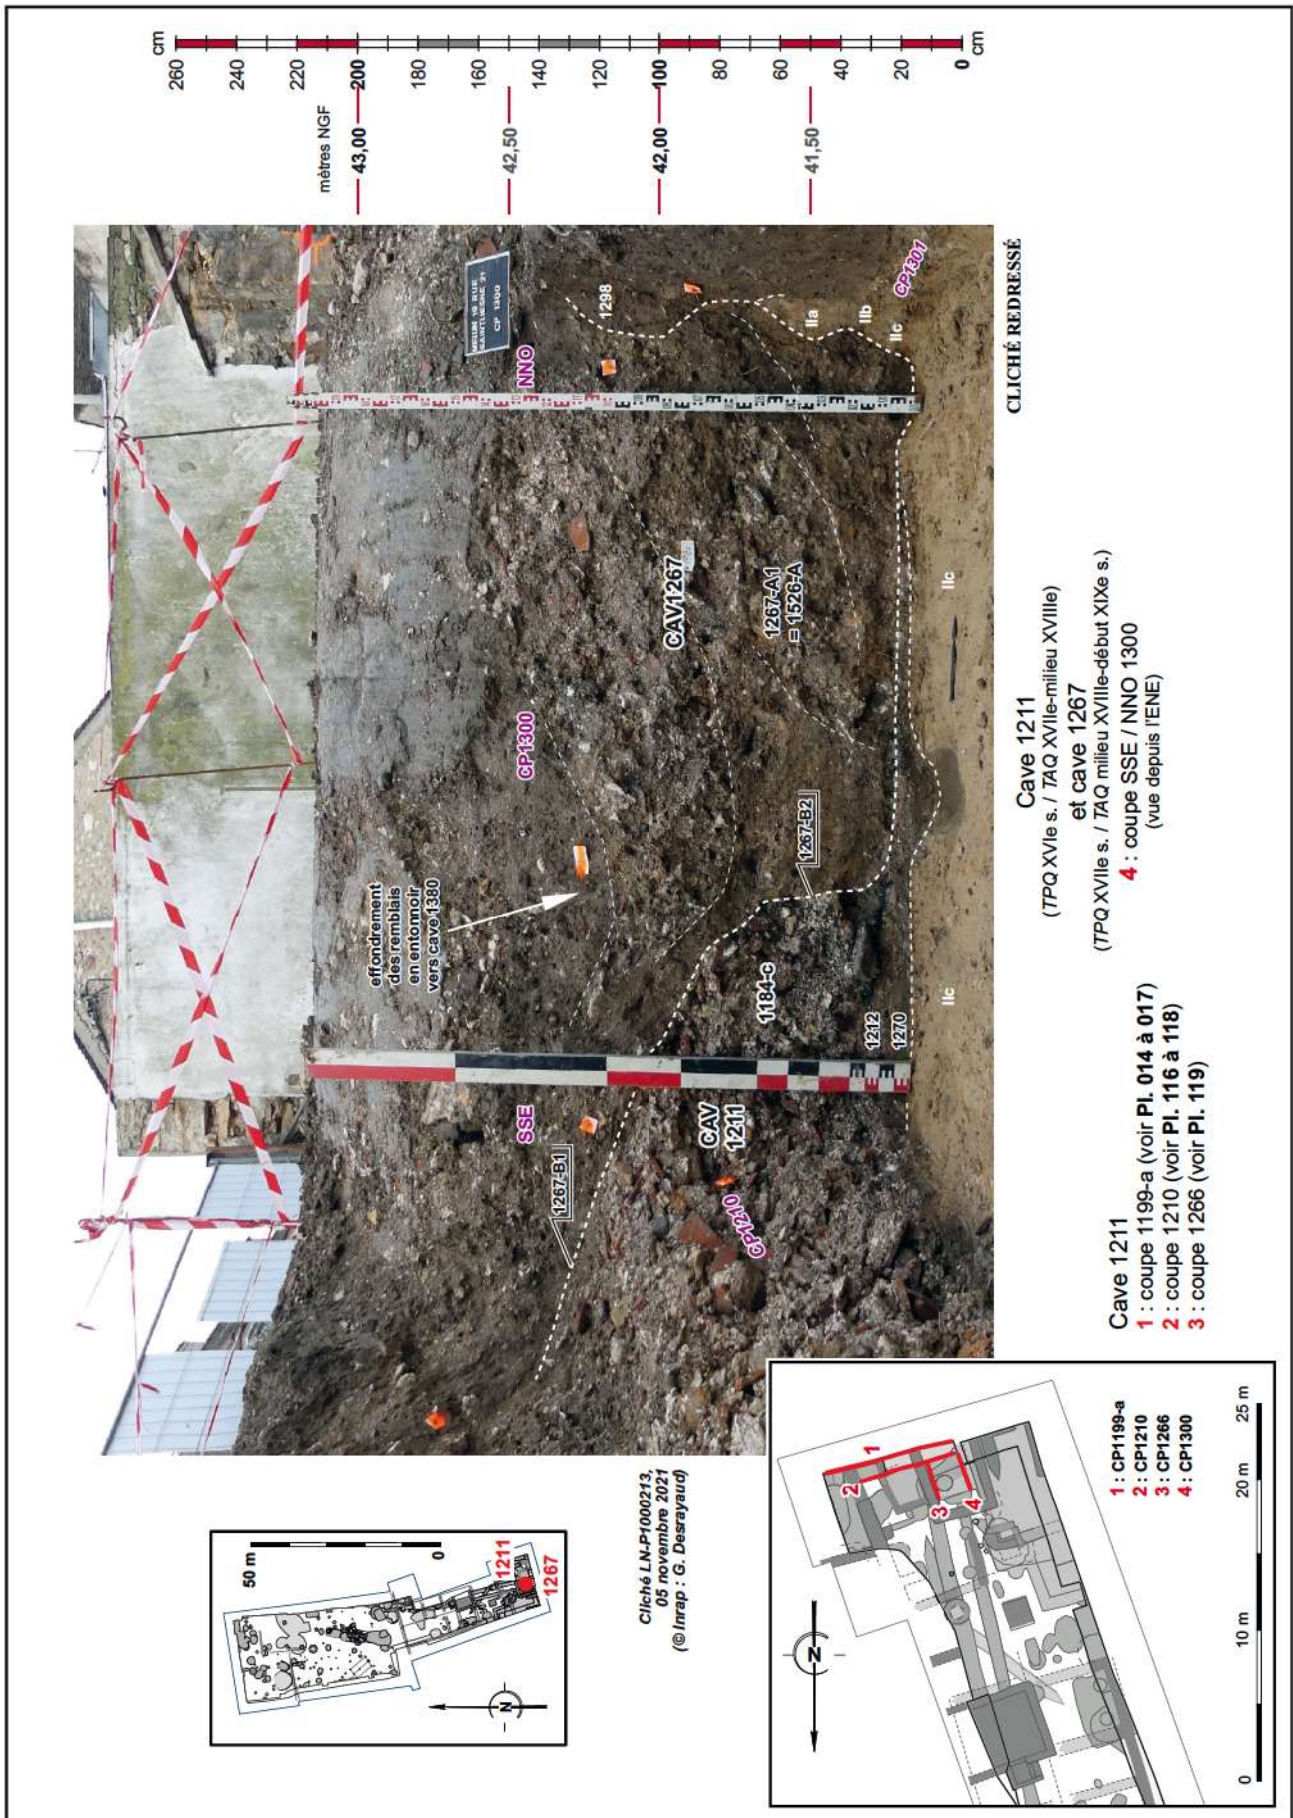 cm
260
240
220
200
180
160
140
120
100
80
60
40
20
0
cm
mètres NGF
43,00
42,50
42,00
41,50
MELUN 19 RUE
SAINT LIESNE 21
CP 1300
NNO
1298
IIa
IIb
IIc
CP1301
CAV1267
1267-A1
= 1526-A
IIc
CP1300
effondrement
des remblais
en entonnoir
vers cave 1380
1267-B2
1184-c
1212
1270
IIc
SSE
1267-B1
CAV
1211
CP1210
CLICHÉ REDRESSÉ
Cave 1211
(TPQ XVIe s. / TAQ XVIIe-milieu XVIIIe)
et cave 1267
(TPQ XVIIe s. / TAQ milieu XVIIIe-début XIXe s.)
4 : coupe SSE / NNO 1300
(vue depuis l'ENE)
Cave 1211
1 : coupe 1199-a (voir Pl. 014 à 017)
2 : coupe 1210 (voir Pl. 116 à 118)
3 : coupe 1266 (voir Pl. 119)
Cliché LN-P1000213,
05 novembre 2021
(© Inrap : G. Desrayaud)
50 m
0
1211
1267
N
N
1
2
3
4
1 : CP1199-a
2 : CP1210
3 : CP1266
4 : CP1300
0
10 m
20 m
25 m